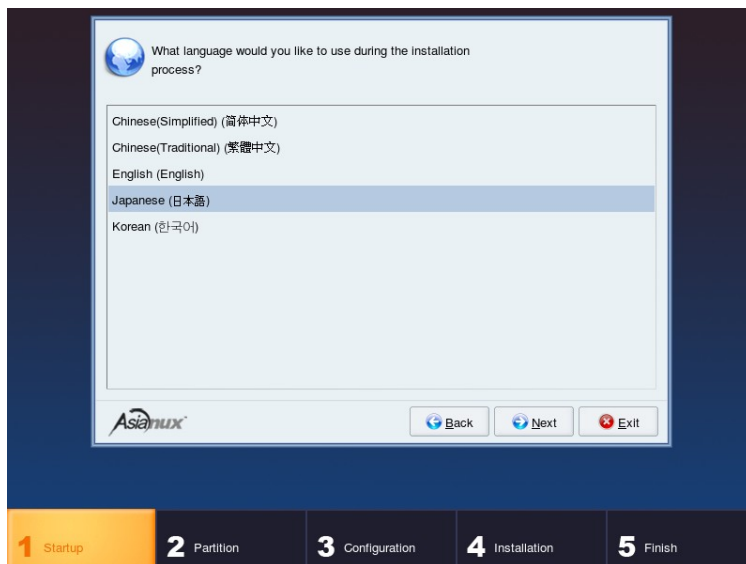 What language would you like to use during the installation
process?
Chinese(Simplified) (简体中文)
Chinese(Traditional) (繁體中文)
English (English)
Japanese (日本語)
Korean (한국어)
Asianux
Back
Next
Exit
1 Startup
2 Partition
3 Configuration
4 Installation
5 Finish